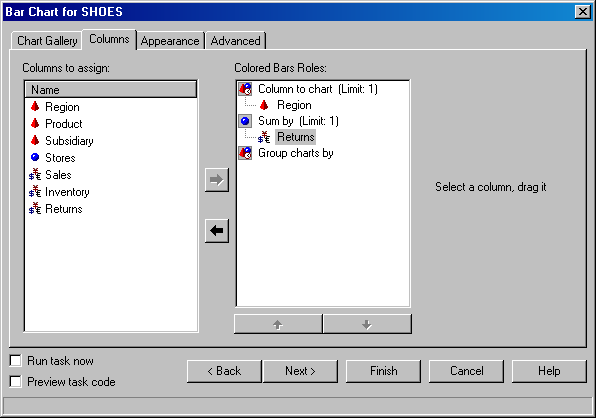 Bar Chart for SHOES
Chart Gallery Columns Appearance Advanced
Columns to assign:
Name
Region
Product
Subsidiary
Stores
Sales
Inventory
Returns
Colored Bars Roles:
Column to chart (Limit: 1)
Region
Sum by (Limit: 1)
Returns
Group charts by
Select a column, drag it
Run task now
Preview task code
< Back Next > Finish Cancel Help